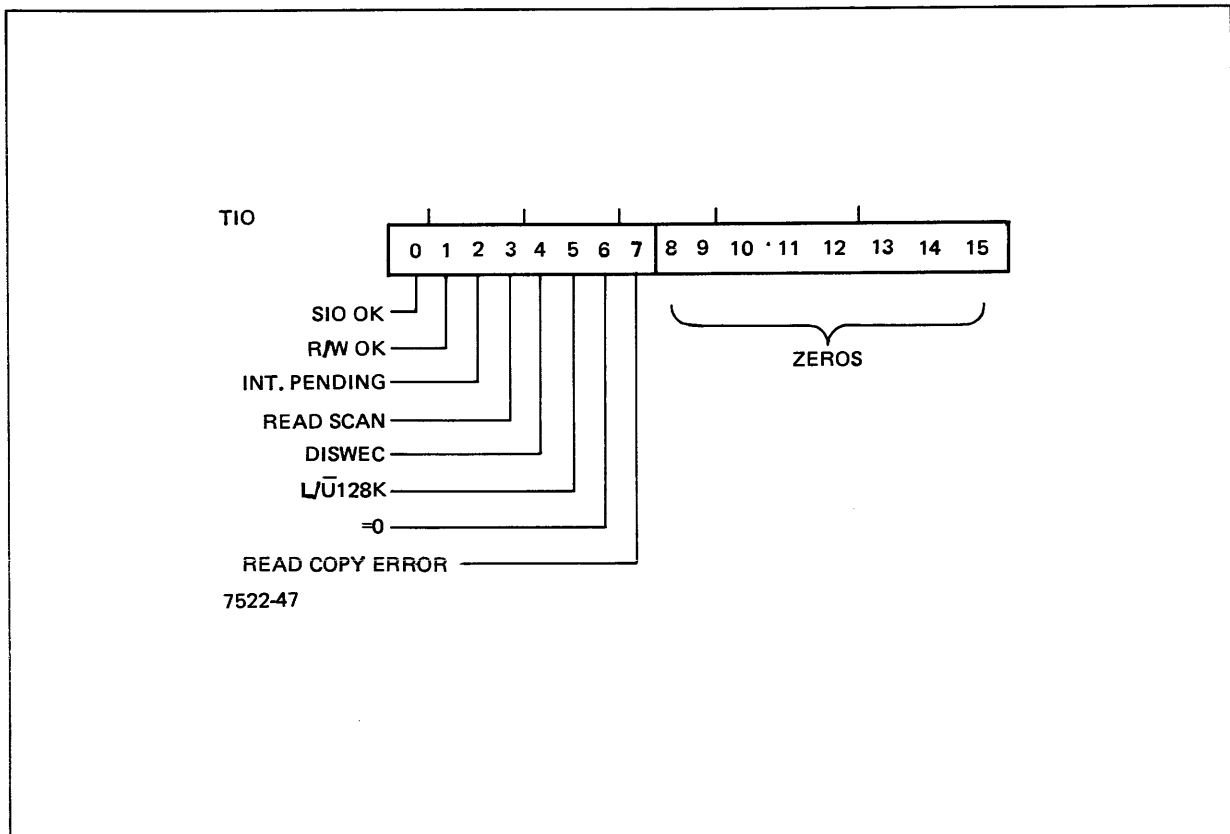 TIO
0 1 2 3 4 5 6 7 8 9 10 11 12 13 14 15
SIO OK
R/W OK
ZEROS
INT. PENDING
READ SCAN
DISWEC
L/U̅128K
=0
READ COPY ERROR
7522-47